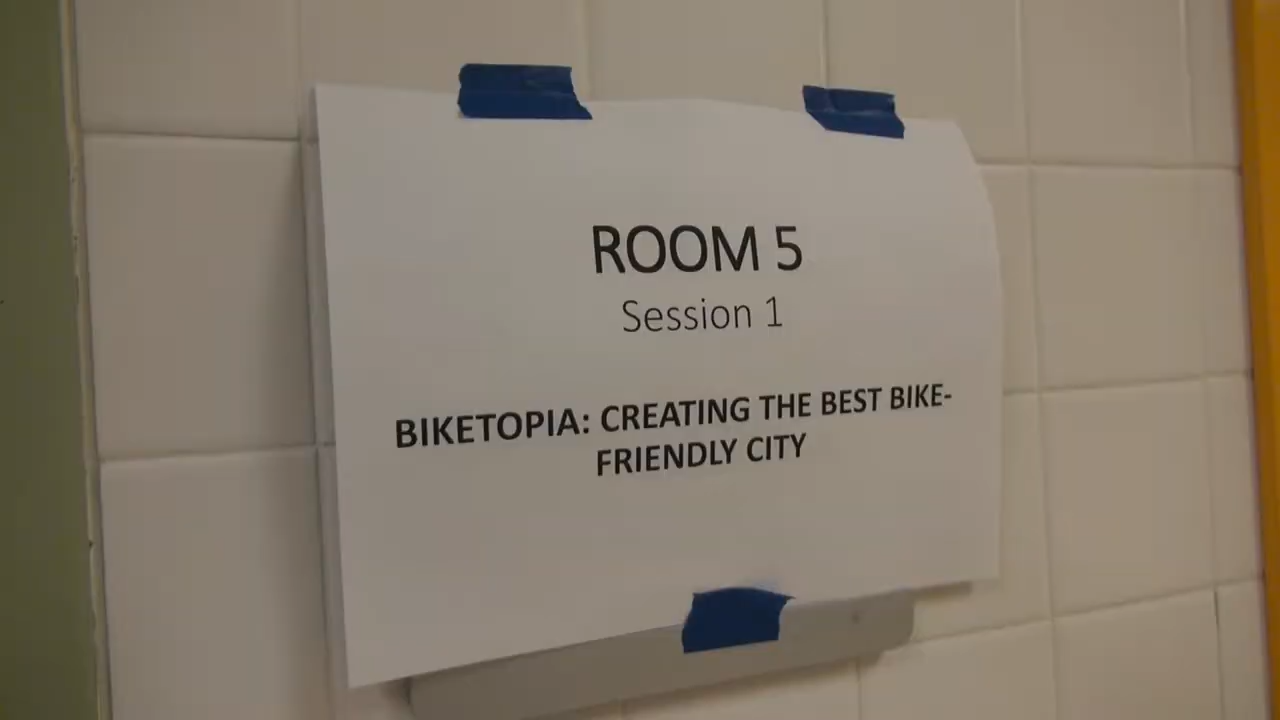 ROOM 5
Session 1
BIKETOPIA: CREATING THE BEST BIKE-
FRIENDLY CITY